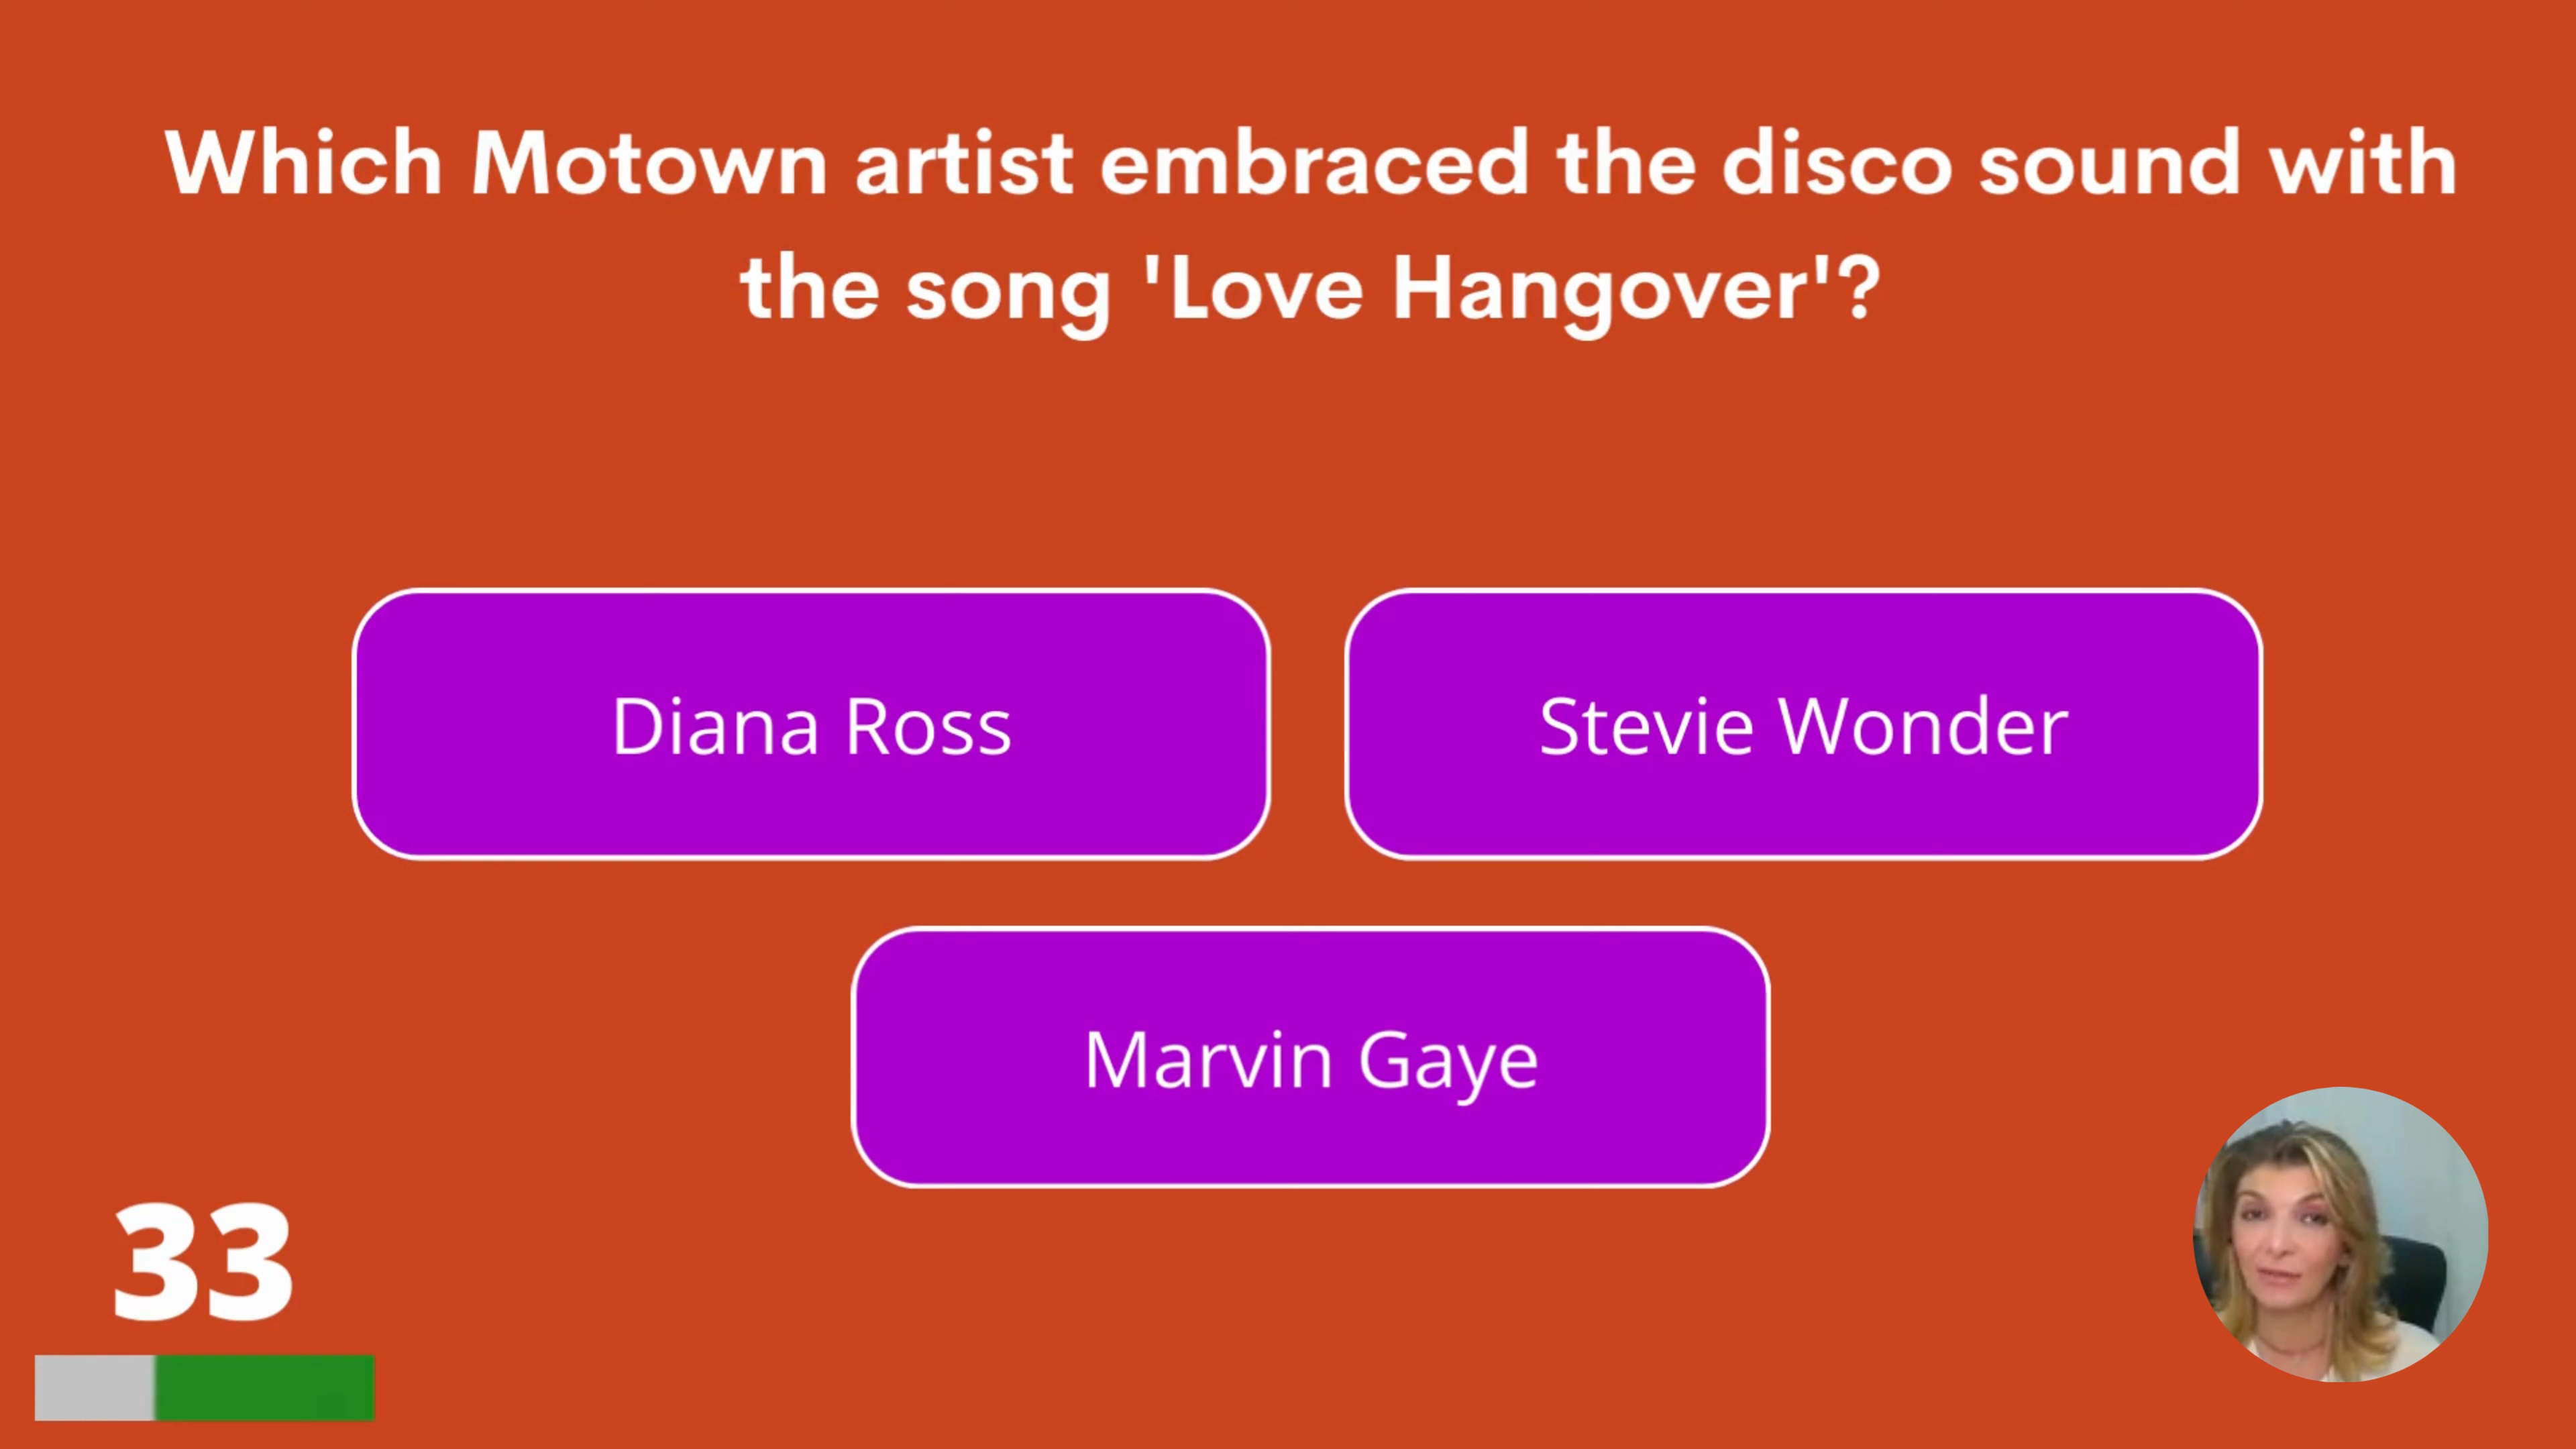 Which Motown artist embraced the disco sound with
the song 'Love Hangover'?
Diana Ross
Stevie Wonder
Marvin Gaye
33